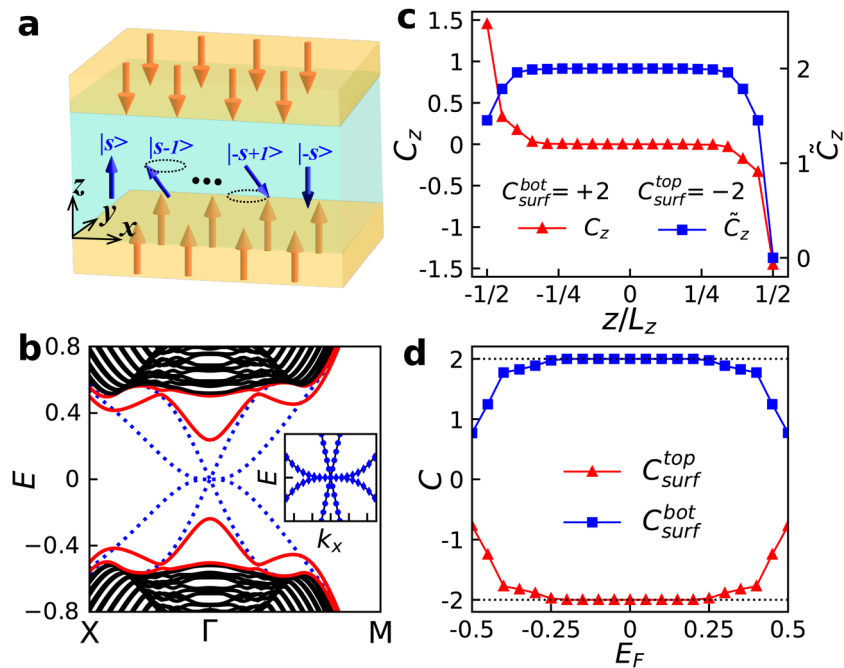 a
|s>
|s-1>
|-s+1>
|-s>
•••
z
y
x
b
0.8
0.4
0
−0.4
−0.8
E
X
Γ
M
E
k_x
c
1.5
1
0.5
0
-0.5
-1
-1.5
C_z
2
1
0
C̃_z
C_surf^bot = +2
C_surf^top = −2
C_z
C̃_z
-1/2
-1/4
0
1/4
1/2
z/L_z
d
2
1
0
-1
-2
C
C_surf^top
C_surf^bot
-0.5
-0.25
0
0.25
0.5
E_F